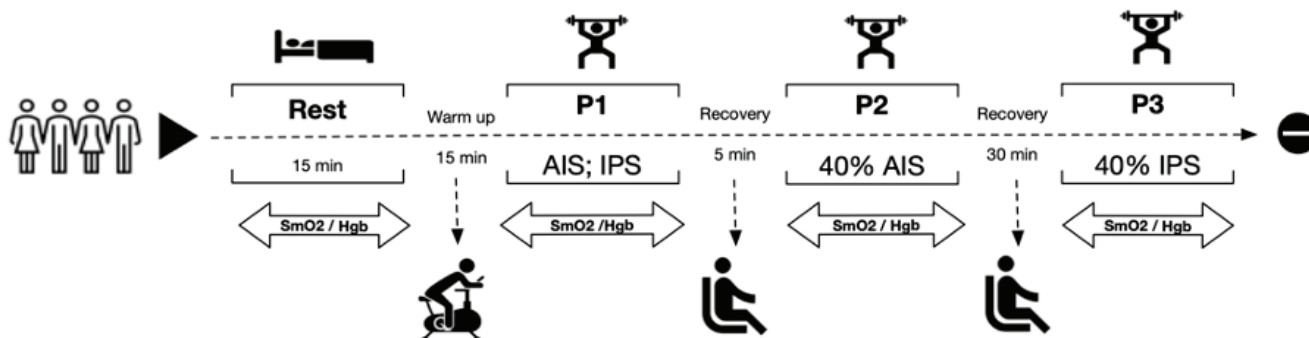 Rest
P1
P2
P3
Warm up
Recovery
Recovery
15 min
15 min
AIS; IPS
5 min
40% AIS
30 min
40% IPS
SmO2 / Hgb
SmO2 /Hgb
SmO2 / Hgb
SmO2 / Hgb